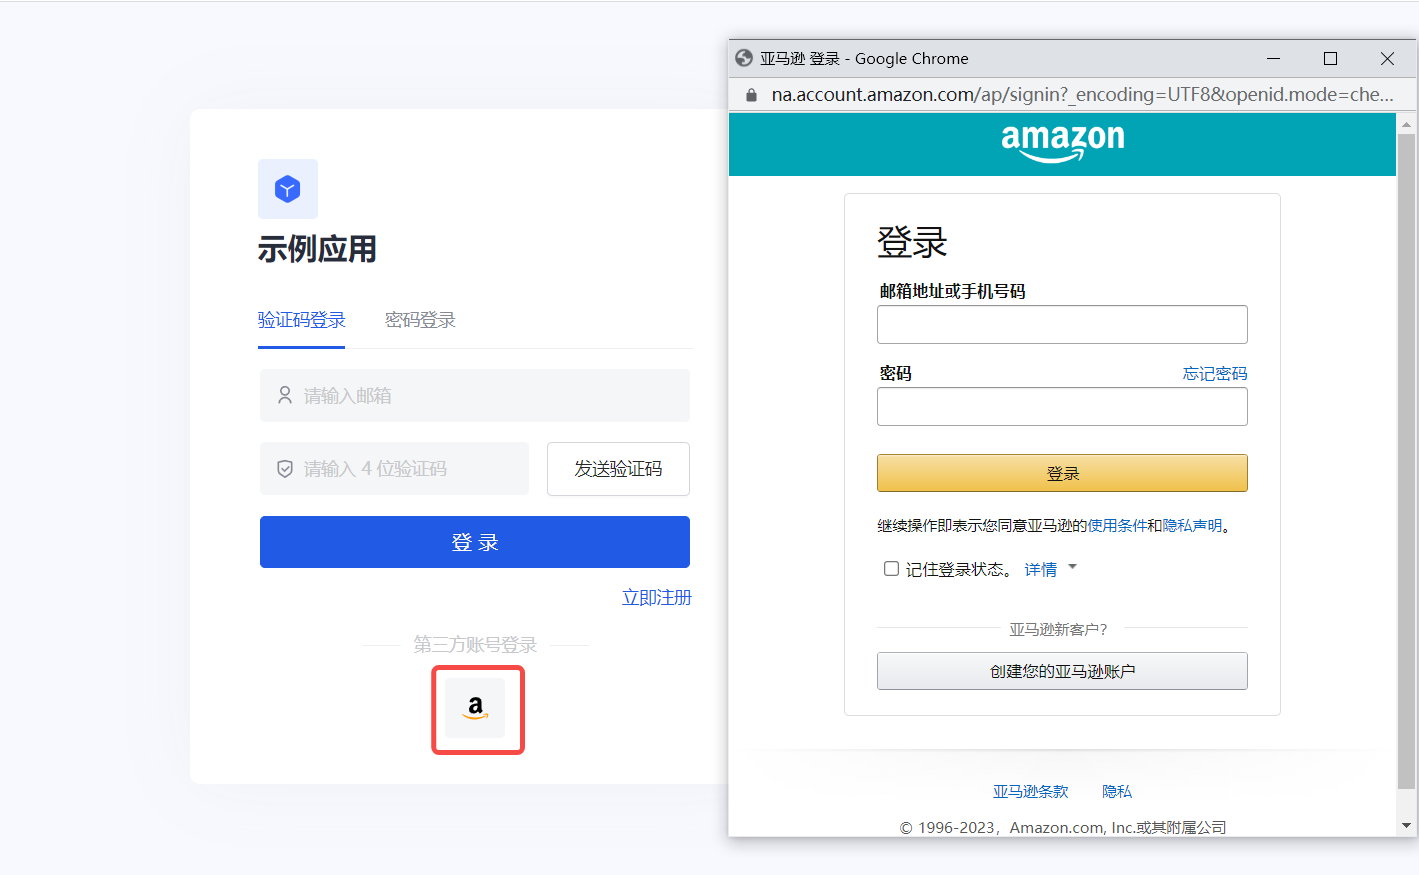 示例应用
验证码登录 密码登录
请输入邮箱
请输入 4 位验证码 发送验证码
登 录
立即注册
第三方账号登录
a
亚马逊 登录 - Google Chrome
na.account.amazon.com/ap/signin?_encoding=UTF8&openid.mode=che...
amazon
登录
邮箱地址或手机号码
密码 忘记密码
登录
继续操作即表示您同意亚马逊的使用条件和隐私声明。
记住登录状态。 详情
亚马逊新客户?
创建您的亚马逊账户
亚马逊条款 隐私
© 1996-2023, Amazon.com, Inc.或其附属公司